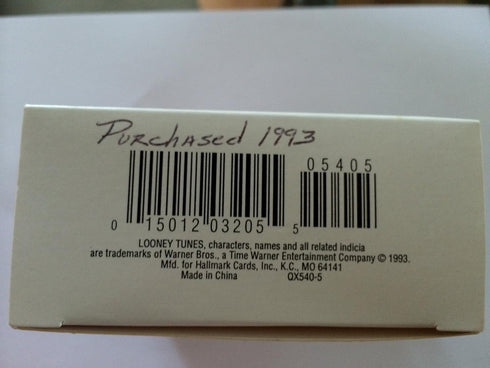 Purchased 1993
05405
0 15012 03205 5
LOONEY TUNES, characters, names and all related indicia
are trademarks of Warner Bros., a Time Warner Entertainment Company © 1993.
Mfd. for Hallmark Cards, Inc., K.C., MO 64141
Made in China QX540-5